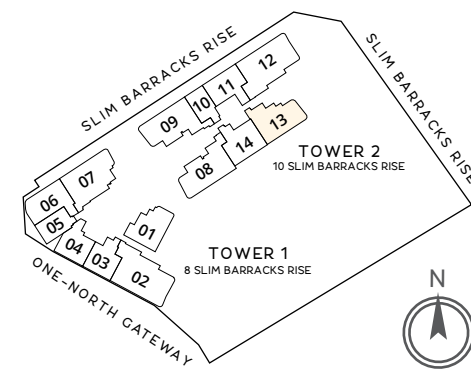 SLIM BARRACKS RISE
SLIM BARRACKS RISE
12
11
10
09
13
14
08
TOWER 2
10 SLIM BARRACKS RISE
07
06
05
04
03
02
01
TOWER 1
8 SLIM BARRACKS RISE
ONE-NORTH GATEWAY
N